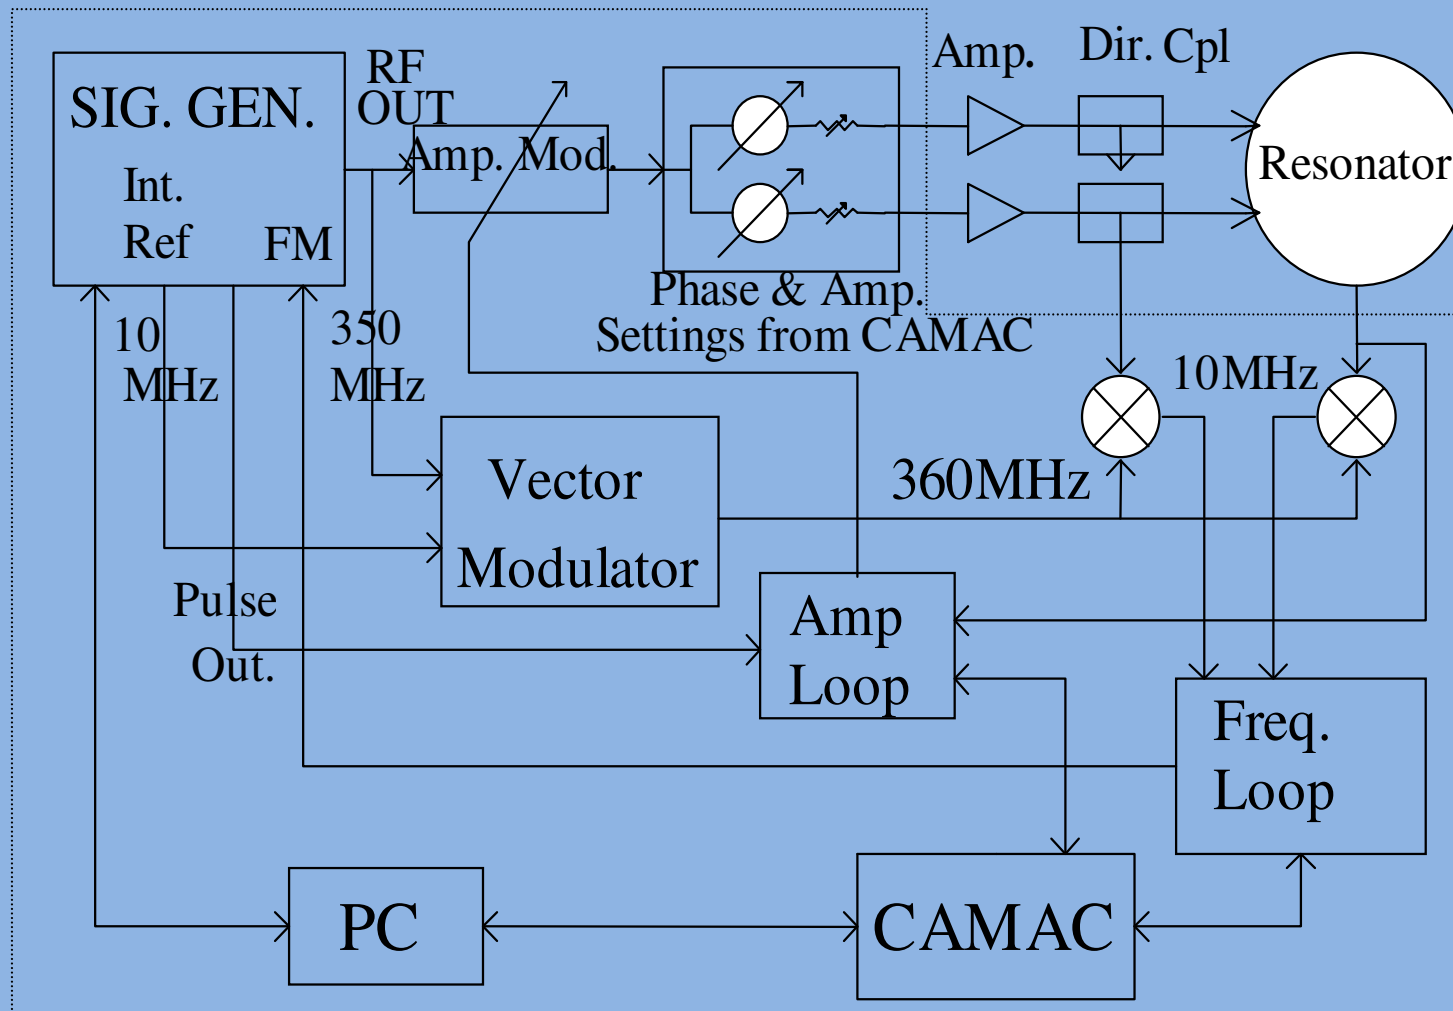 SIG. GEN.
Int.
Ref
FM
RF
OUT
Amp. Mod.
Phase & Amp.
Settings from CAMAC
Amp.
Dir. Cpl
Resonator
10
MHz
350
MHz
10MHz
360MHz
Vector
Modulator
Pulse
Out.
Amp
Loop
Freq.
Loop
PC
CAMAC